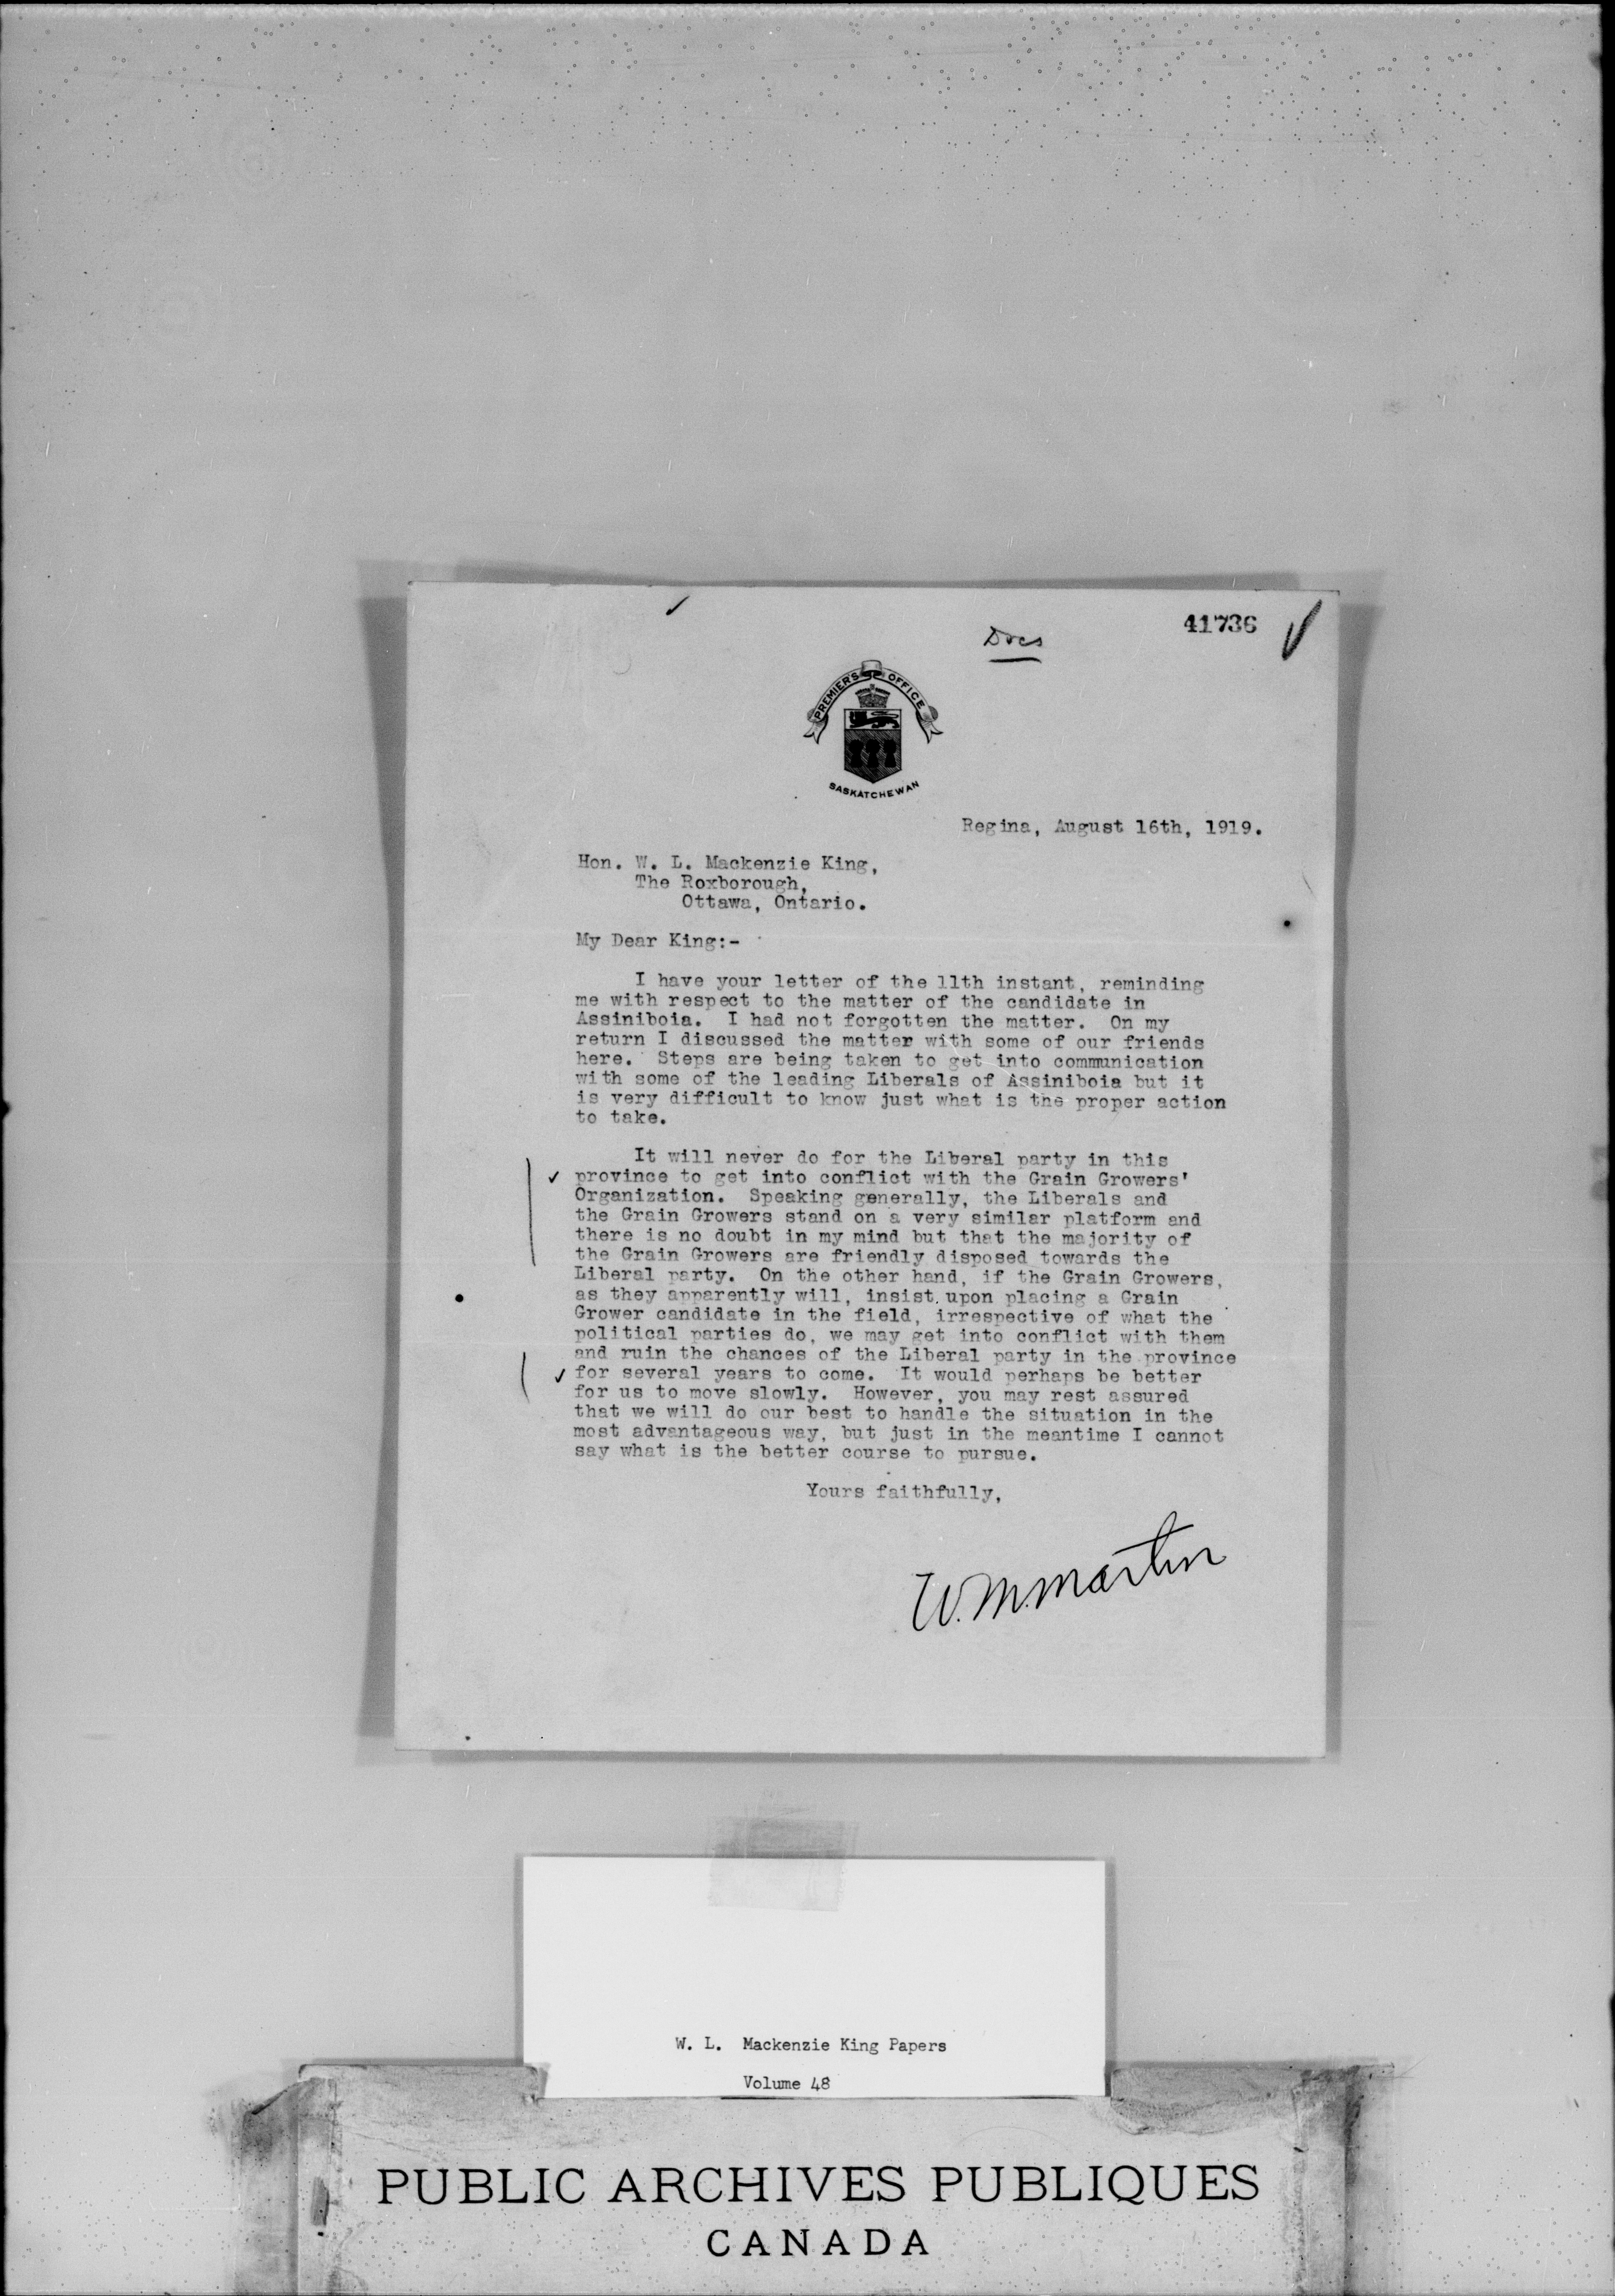 41736
Docs
PREMIER'S OFFICE
SASKATCHEWAN
Regina, August 16th, 1919.
Hon. W. L. Mackenzie King,
The Roxborough,
Ottawa, Ontario.
My Dear King:-
I have your letter of the 11th instant, reminding
me with respect to the matter of the candidate in
Assiniboia. I had not forgotten the matter. On my
return I discussed the matter with some of our friends
here. Steps are being taken to get into communication
with some of the leading Liberals of Assiniboia but it
is very difficult to know just what is the proper action
to take.
It will never do for the Liberal party in this
province to get into conflict with the Grain Growers'
Organization. Speaking generally, the Liberals and
the Grain Growers stand on a very similar platform and
there is no doubt in my mind but that the majority of
the Grain Growers are friendly disposed towards the
Liberal party. On the other hand, if the Grain Growers,
as they apparently will, insist upon placing a Grain
Grower candidate in the field, irrespective of what the
political parties do, we may get into conflict with them
and ruin the chances of the Liberal party in the province
for several years to come. It would perhaps be better
for us to move slowly. However, you may rest assured
that we will do our best to handle the situation in the
most advantageous way, but just in the meantime I cannot
say what is the better course to pursue.
Yours faithfully,
W. M. Martin
W. L. Mackenzie King Papers
Volume 48
PUBLIC ARCHIVES PUBLIQUES
CANADA